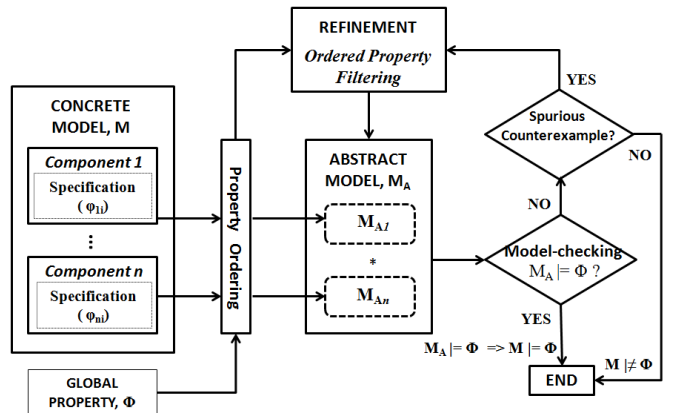 REFINEMENT
Ordered Property
Filtering
CONCRETE
MODEL, M
Component 1
Specification
( φ1i)
⋮
Component n
Specification
(φni)
GLOBAL
PROPERTY, Φ
Property Ordering
ABSTRACT
MODEL, MA
MA1
*
MAn
YES
Spurious
Counterexample?
NO
NO
Model-checking
MA |= Φ ?
YES
MA |= Φ => M |= Φ
M |≠ Φ
END